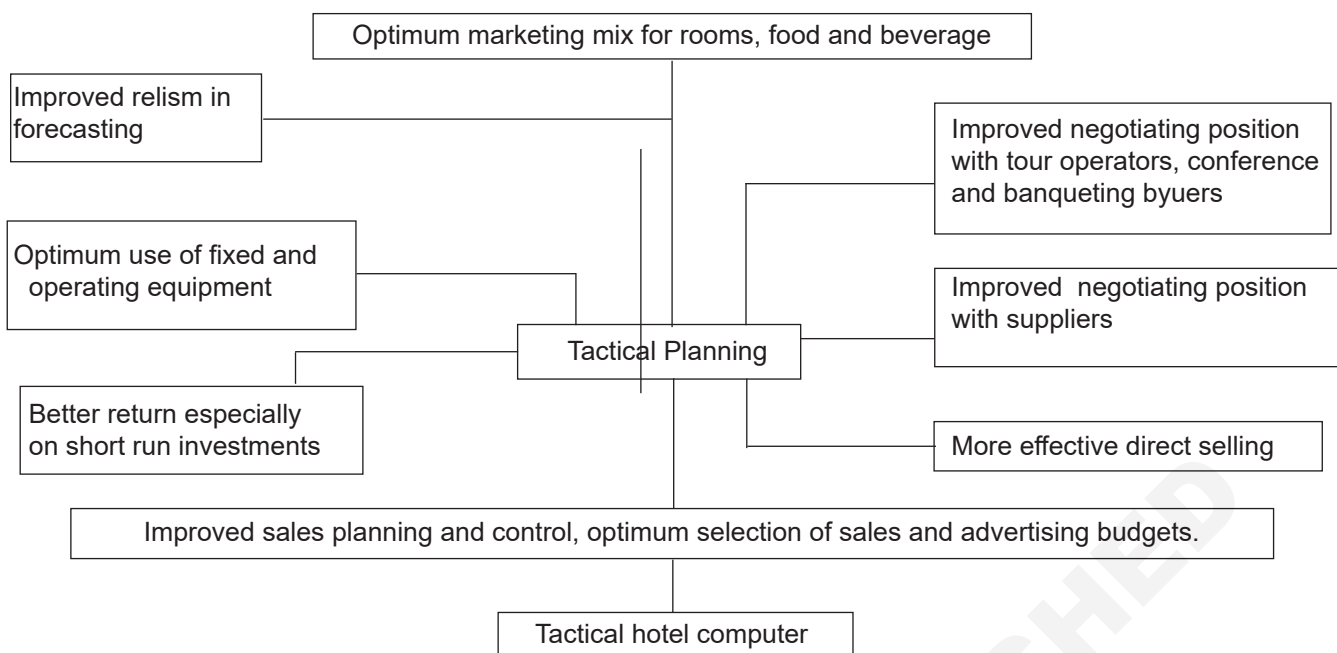 Optimum marketing mix for rooms, food and beverage
Improved relism in
forecasting
Improved negotiating position
with tour operators, conference
and banqueting byuers
Optimum use of fixed and
operating equipment
Improved negotiating position
with suppliers
Tactical Planning
Better return especially
on short run investments
More effective direct selling
Improved sales planning and control, optimum selection of sales and advertising budgets.
Tactical hotel computer
SHED